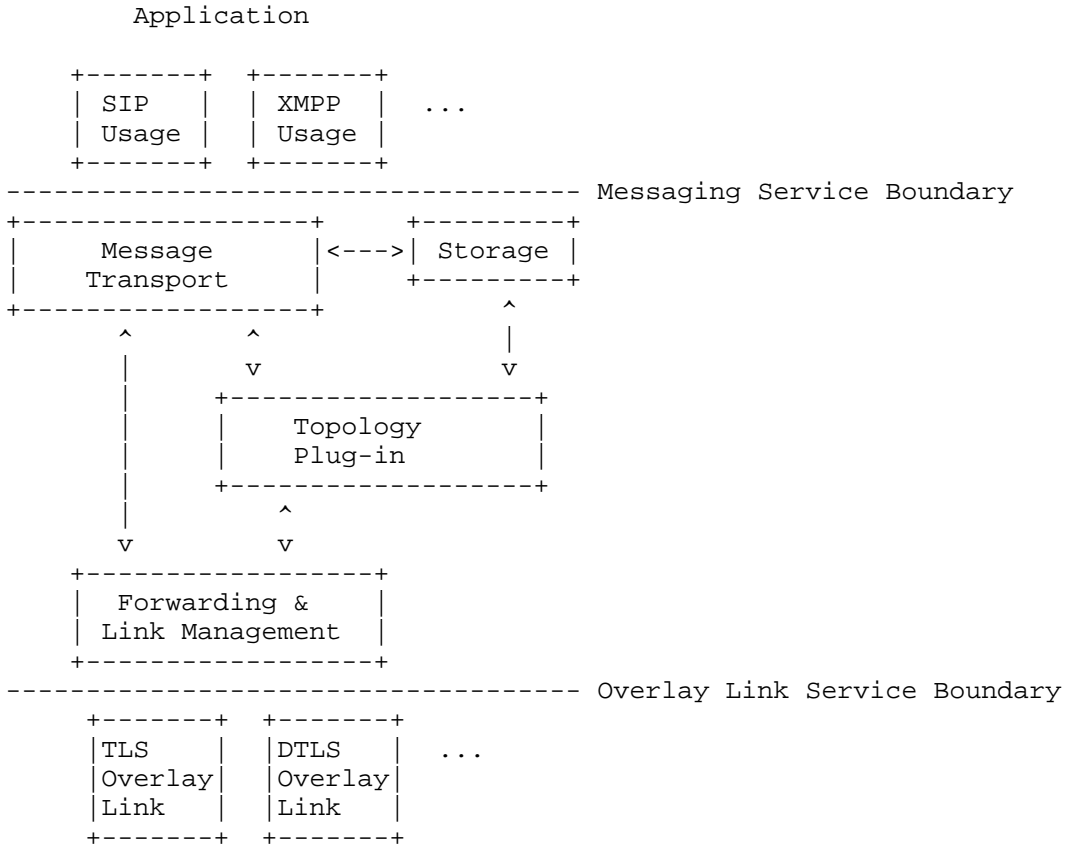 Application
SIP Usage XMPP Usage ...
Messaging Service Boundary
Message Transport
Storage
Topology Plug-in
Forwarding & Link Management
Overlay Link Service Boundary
TLS Overlay Link DTLS Overlay Link ...